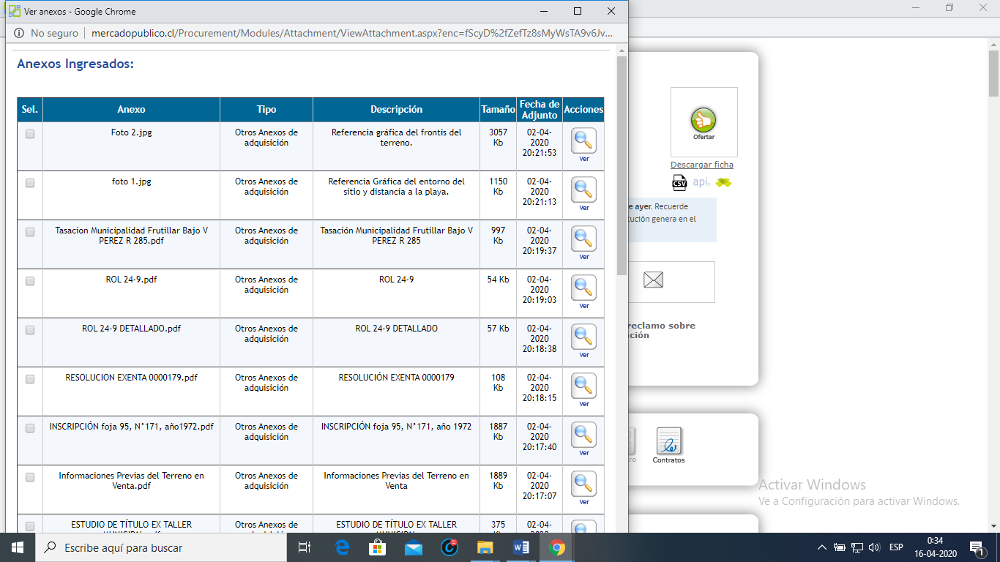 Ver anexos - Google Chrome
No seguro
mercadopublico.cl/Procurement/Modules/Attachment/ViewAttachment.aspx?enc=fScyD%2fZefTz8sMyWsTA9v6Jv...
Anexos Ingresados:
Sel. Anexo Tipo Descripción Tamaño Fecha de Adjunto Acciones
Foto 2.jpg
Otros Anexos de
adquisición
Referencia gráfica del frontis del
terreno.
3057
Kb
02-04-
2020
20:21:53
Ver
foto 1.jpg
Otros Anexos de
adquisición
Referencia Gráfica del entorno del
sitio y distancia a la playa.
1150
Kb
02-04-
2020
20:21:13
Ver
Tasacion Municipalidad Frutillar Bajo V
PEREZ R 285.pdf
Otros Anexos de
adquisición
Tasación Municipalidad Frutillar Bajo V
PEREZ R 285
997
Kb
02-04-
2020
20:19:37
Ver
ROL 24-9.pdf
Otros Anexos de
adquisición
ROL 24-9
54 Kb
02-04-
2020
20:19:03
Ver
ROL 24-9 DETALLADO.pdf
Otros Anexos de
adquisición
ROL 24-9 DETALLADO
57 Kb
02-04-
2020
20:18:38
Ver
RESOLUCION EXENTA 0000179.pdf
Otros Anexos de
adquisición
RESOLUCIÓN EXENTA 0000179
108
Kb
02-04-
2020
20:18:15
Ver
INSCRIPCIÓN foja 95, N°171, año1972.pdf
Otros Anexos de
adquisición
INSCRIPCIÓN foja 95, N°171, año 1972
1887
Kb
02-04-
2020
20:17:40
Ver
Informaciones Previas del Terreno en
Venta.pdf
Otros Anexos de
adquisición
Informaciones Previas del Terreno en
Venta
1889
Kb
02-04-
2020
20:17:07
Ver
ESTUDIO DE TÍTULO EX TALLER
Otros Anexos de
ESTUDIO DE TÍTULO EX TALLER
375
02-04-
Ofertar
Descargar ficha
CSV api
e ayer. Recuerde
tución genera en el
reclamo sobre
ción
tro
Contratos
Activar Windows
Ve a Configuración para activar Windows.
Escribe aquí para buscar
ESP
0:34
16-04-2020
1